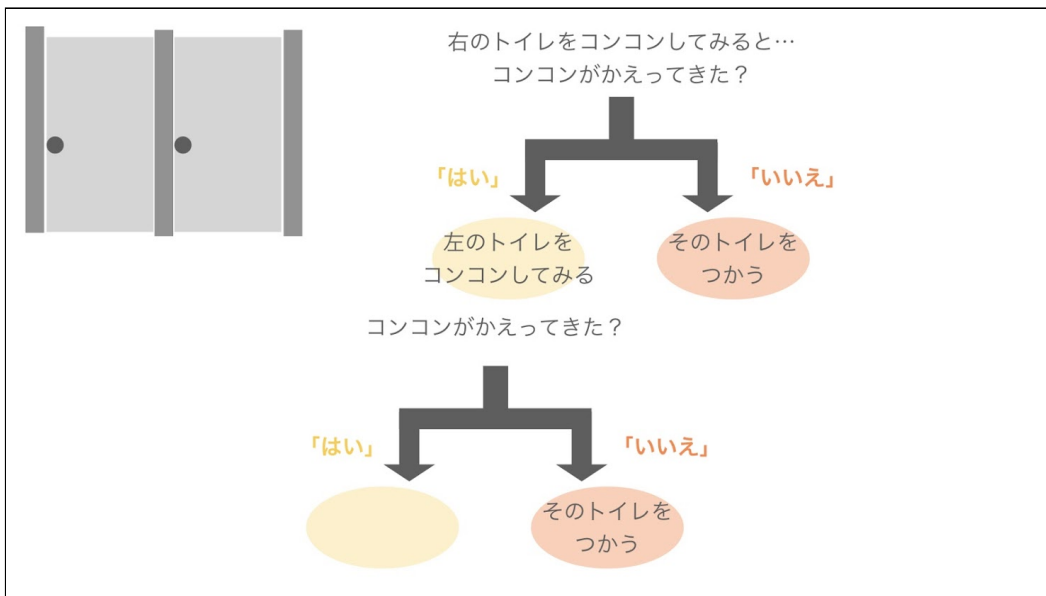 右のトイレをコンコンしてみると…
コンコンがかえってきた？
「はい」
「いいえ」
左のトイレを
コンコンしてみる
そのトイレを
つかう
コンコンがかえってきた？
「はい」
「いいえ」
そのトイレを
つかう